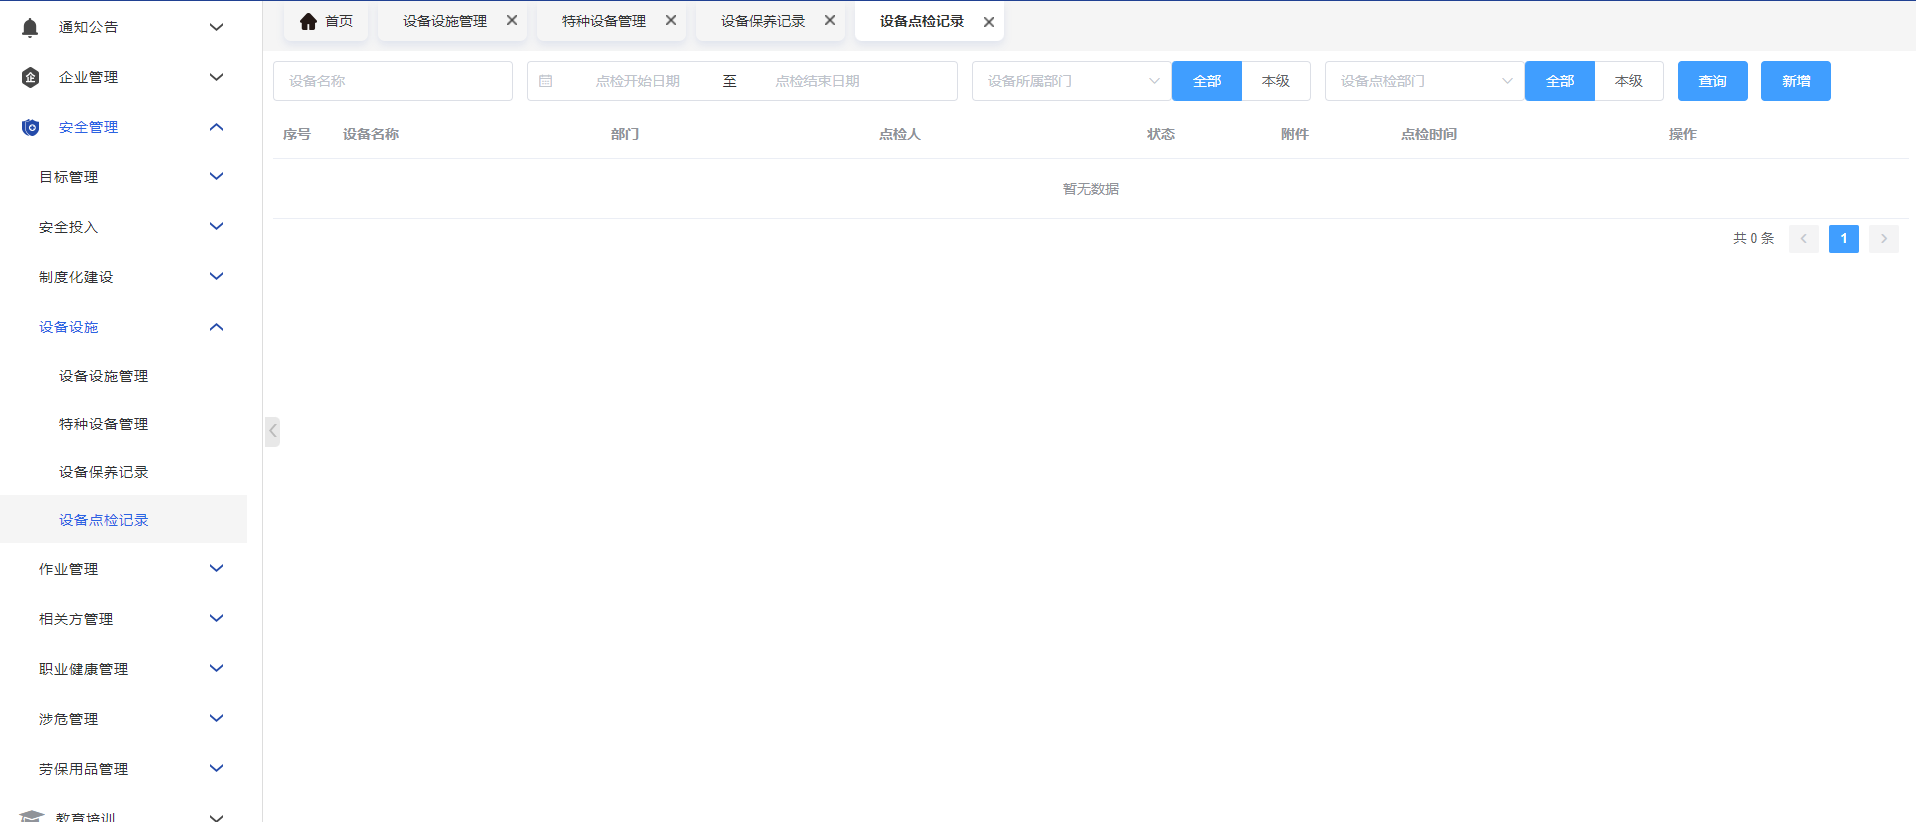 通知公告
企业管理
安全管理
目标管理
安全投入
制度化建设
设备设施
设备设施管理
特种设备管理
设备保养记录
设备点检记录
作业管理
相关方管理
职业健康管理
涉危管理
劳保用品管理
教育培训
首页 设备设施管理 特种设备管理 设备保养记录 设备点检记录
设备名称 点检开始日期 至 点检结束日期 设备所属部门 全部 本级 设备点检部门 全部 本级 查询 新增
序号 设备名称 部门 点检人 状态 附件 点检时间 操作
暂无数据
共 0 条 1